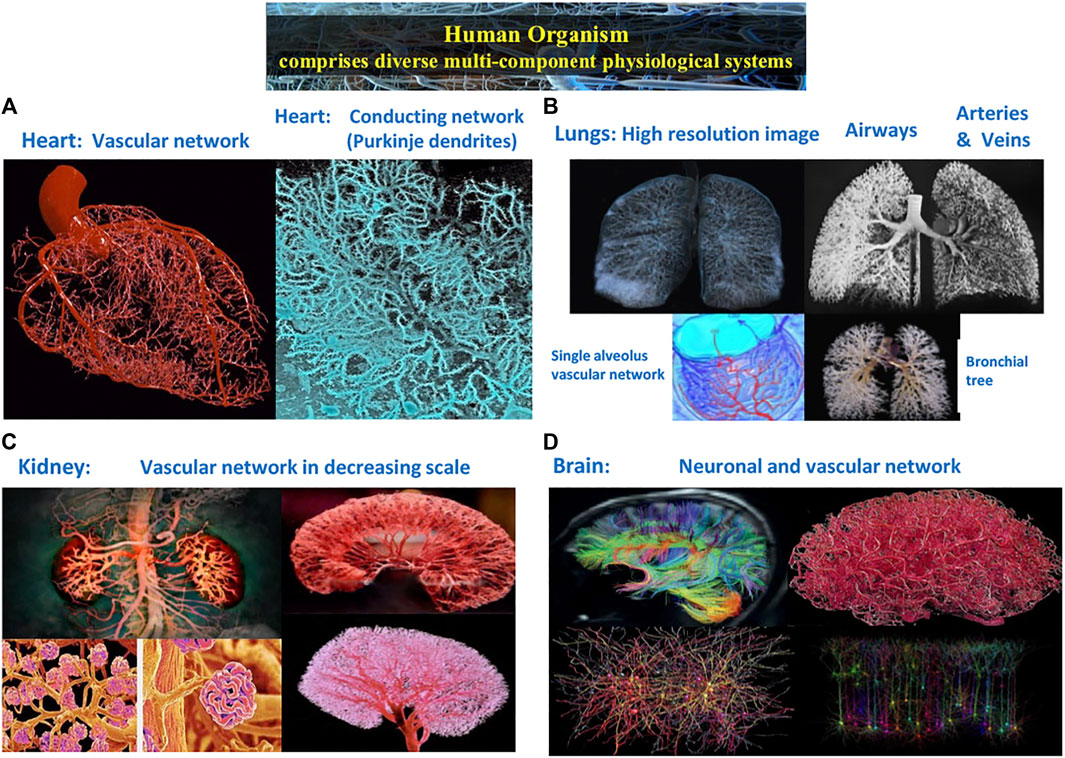 Human Organism
comprises diverse multi-component physiological systems
A
Heart: Vascular network
Heart: Conducting network
(Purkinje dendrites)
B
Lungs: High resolution image
Airways
Arteries
& Veins
Single alveolus
vascular network
Bronchial
tree
C
Kidney: Vascular network in decreasing scale
D
Brain: Neuronal and vascular network